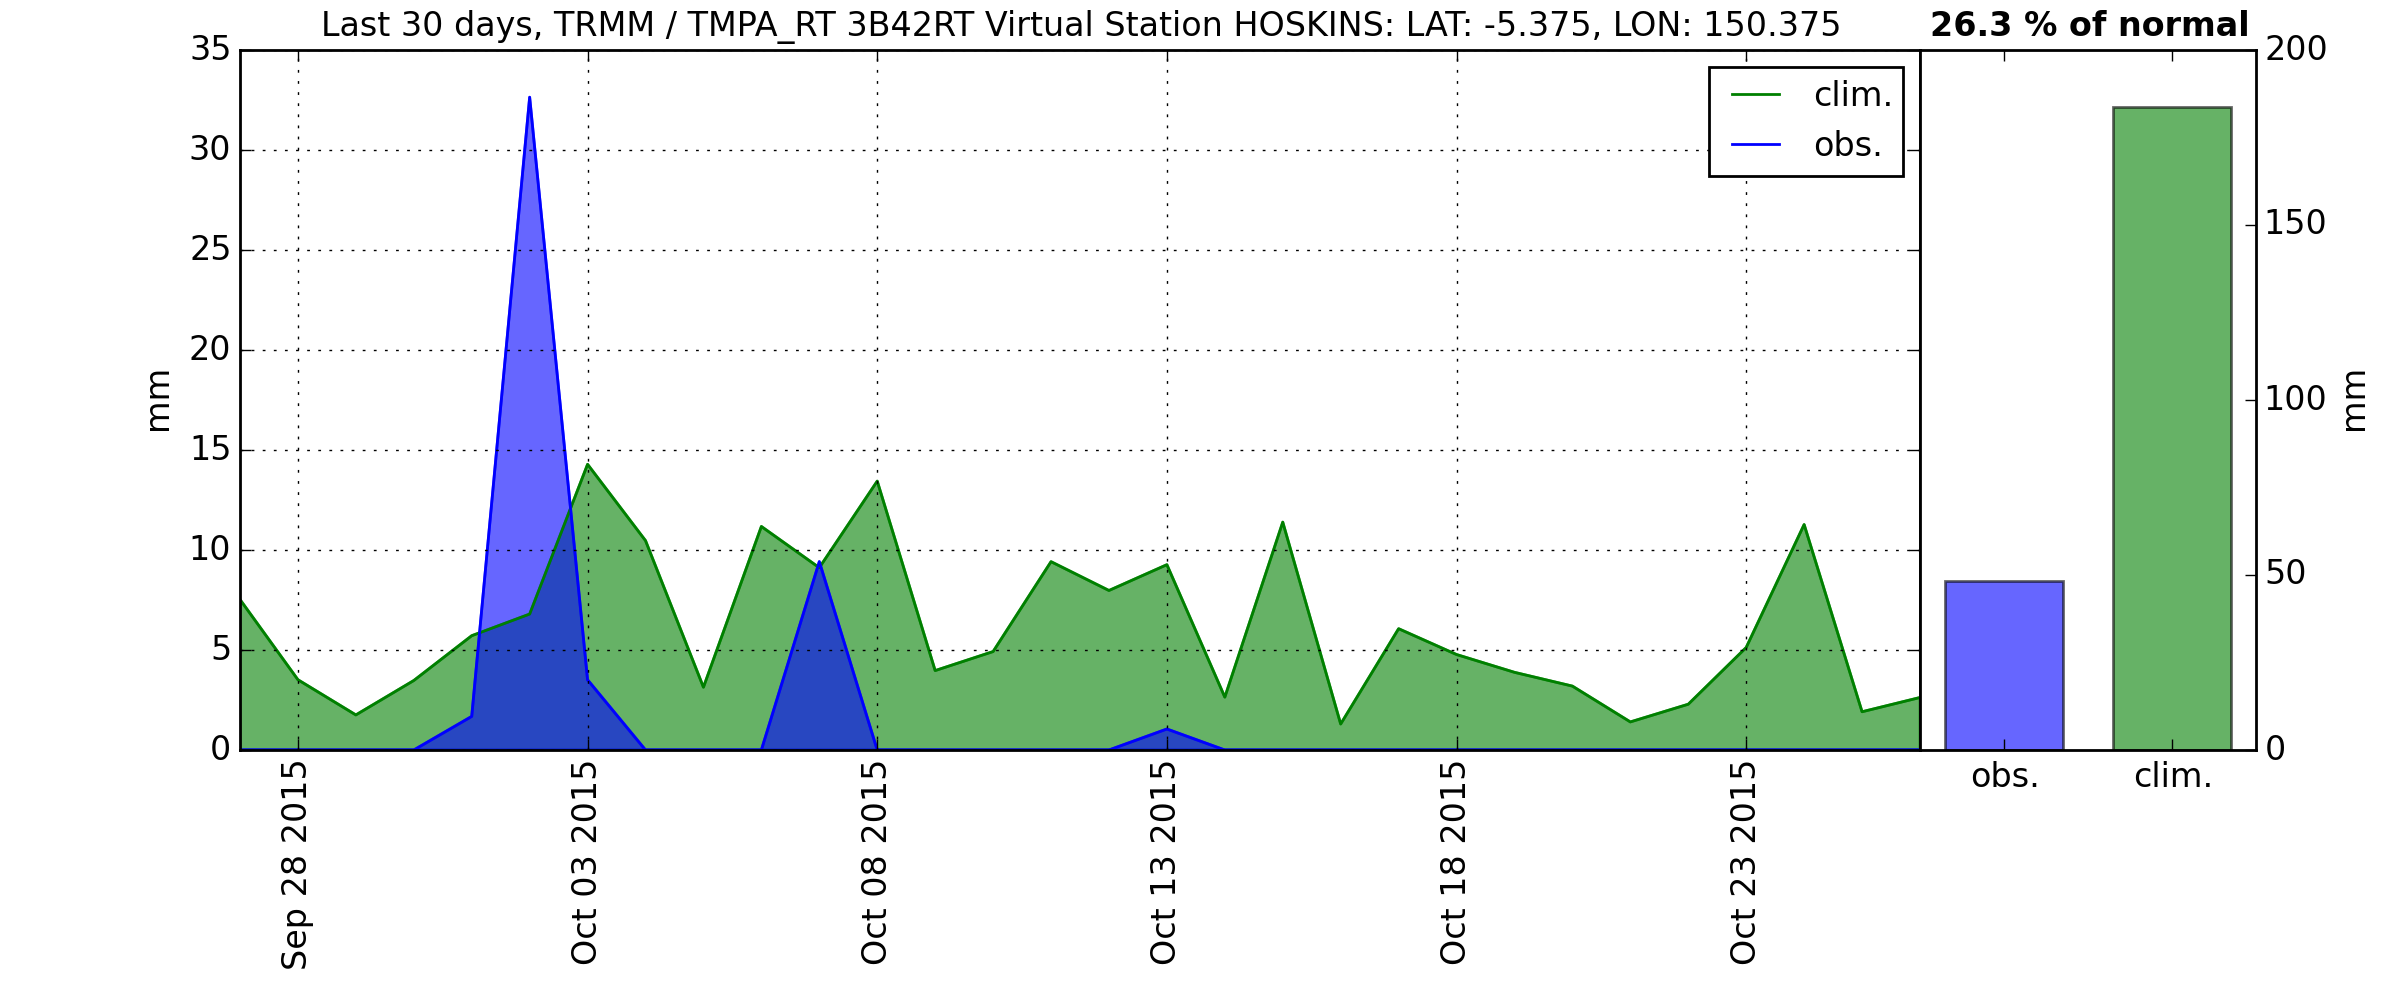 Last 30 days, TRMM / TMPA_RT 3B42RT Virtual Station HOSKINS: LAT: -5.375, LON: 150.375
26.3 % of normal
35
30
25
20
15
10
5
0
mm
clim.
obs.
Sep 28 2015
Oct 03 2015
Oct 08 2015
Oct 13 2015
Oct 18 2015
Oct 23 2015
200
150
100
50
0
mm
obs.
clim.